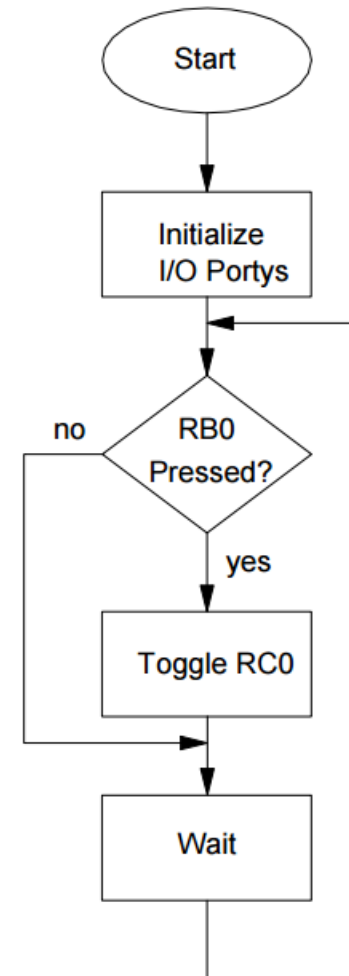 Start
Initialize
I/O Portys
no
RB0
Pressed?
yes
Toggle RC0
Wait